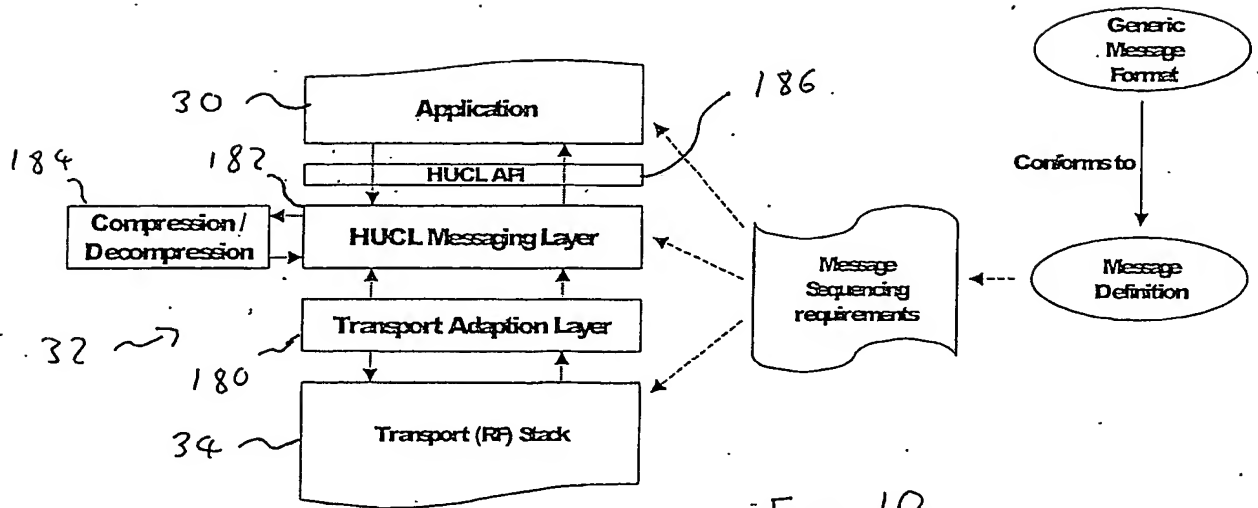 Generic
Message
Format
30
Application
186
184
182
HUCL API
Conforms to
Compression /
Decompression
HUCL Messaging Layer
Message
Sequencing
requirements
Message
Definition
Transport Adaption Layer
32
180
Transport (RF) Stack
34
10